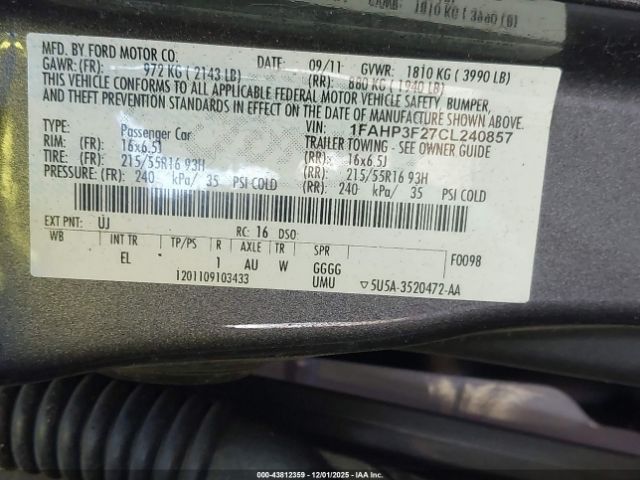 1810 KG ( 3880 LB)
MFD. BY FORD MOTOR CO. DATE: 09/11 GVWR: 1810 KG ( 3990 LB)
GAWR: (FR): 972 KG ( 2143 LB) (RR): 880 KG ( 1940 LB)
THIS VEHICLE CONFORMS TO ALL APPLICABLE FEDERAL MOTOR VEHICLE SAFETY, BUMPER,
AND THEFT PREVENTION STANDARDS IN EFFECT ON THE DATE OF MANUFACTURE SHOWN ABOVE.
VIN: 1FAHP3F27CL240857
TYPE: Passenger Car TRAILER TOWING - SEE OWNER GUIDE
RIM: (FR): 16x6.5J (RR): 16x6.5J
TIRE: (FR): 215/55R16 93H (RR): 215/55R16 93H
PRESSURE: (FR): 240 kPa/ 35 PSI COLD (RR): 240 kPa/ 35 PSI COLD
EXT PNT: UJ RC: 16 DSO:
WB INT TR TP/PS R AXLE TR SPR F0098
EL 1 AU W GGGG
1201109103433 UMU ▽5U5A-3520472-AA
000-43812359 - 12/01/2025 - IAAI.COM